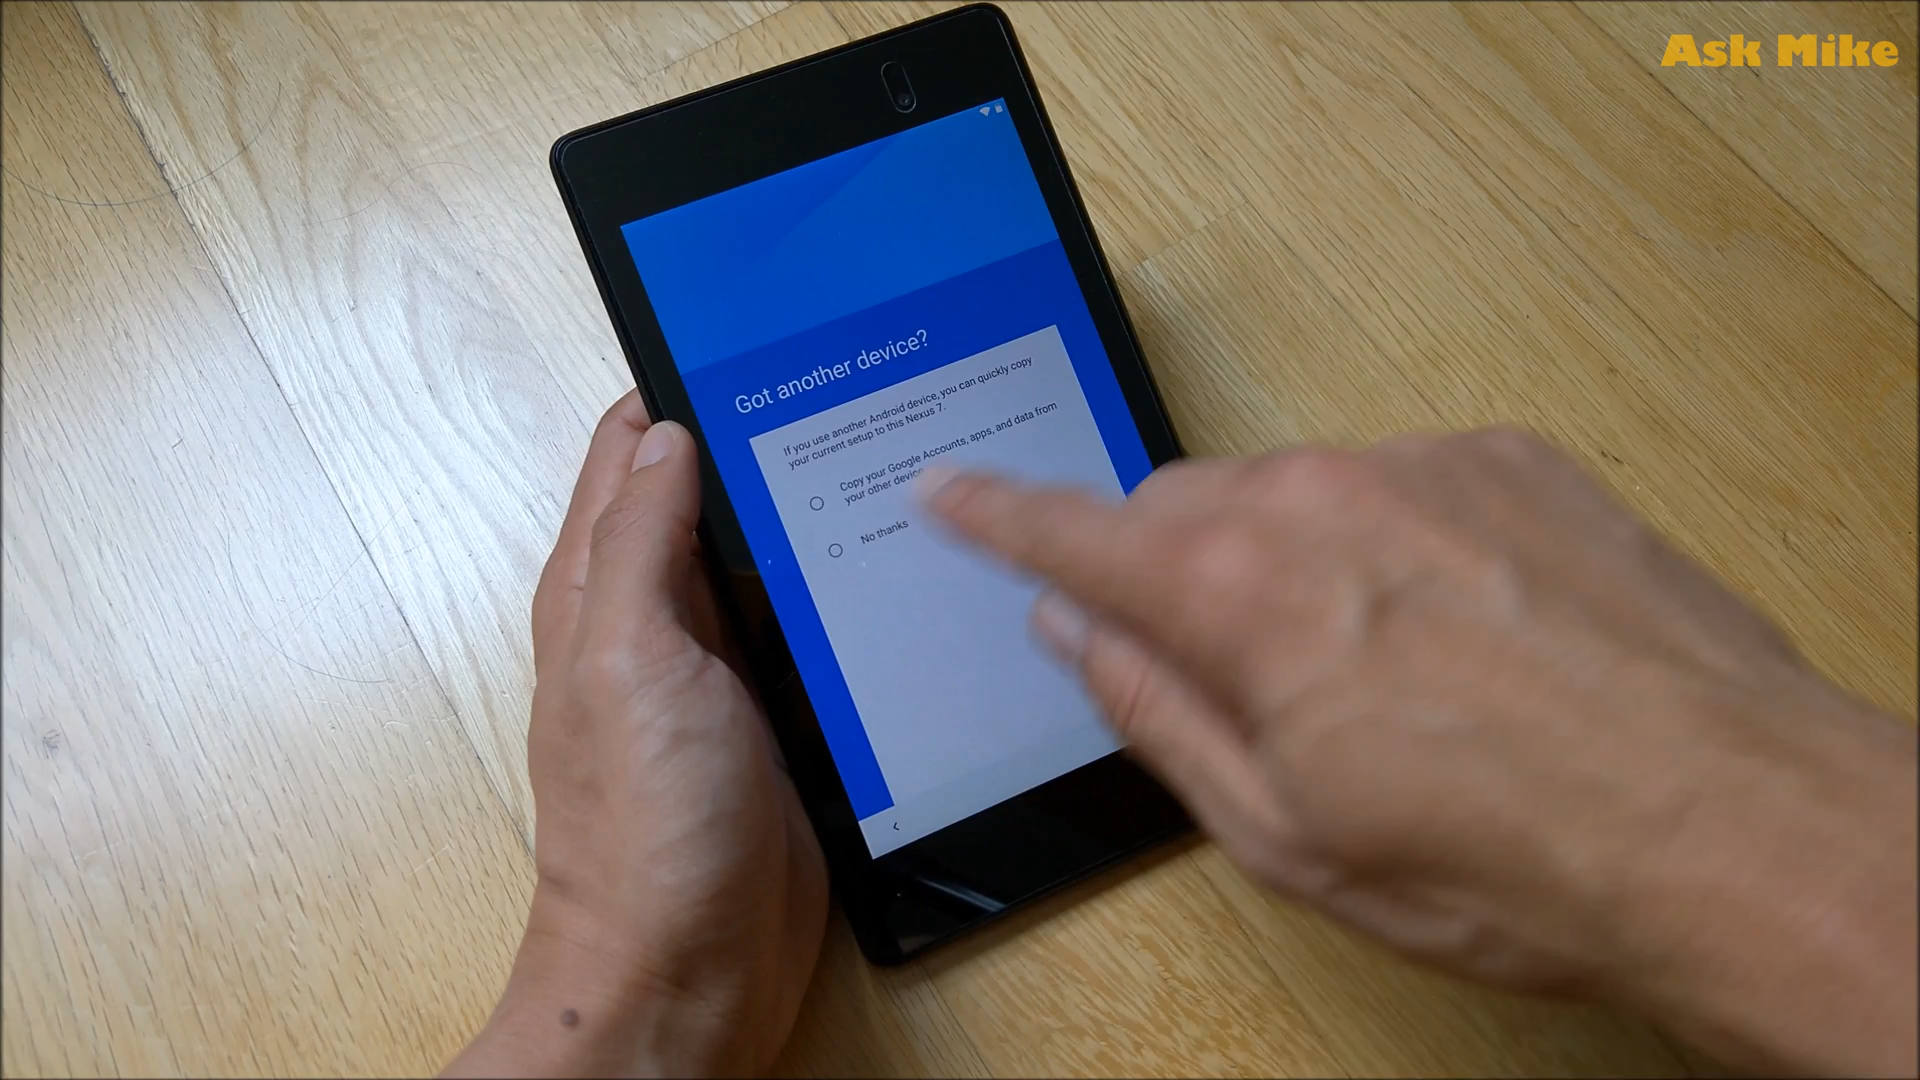 Ask Mike
Got another device?
If you use another Android device, you can quickly copy
your current setup to this Nexus 7.
Copy your Google Accounts, apps, and data from
your other device
No thanks